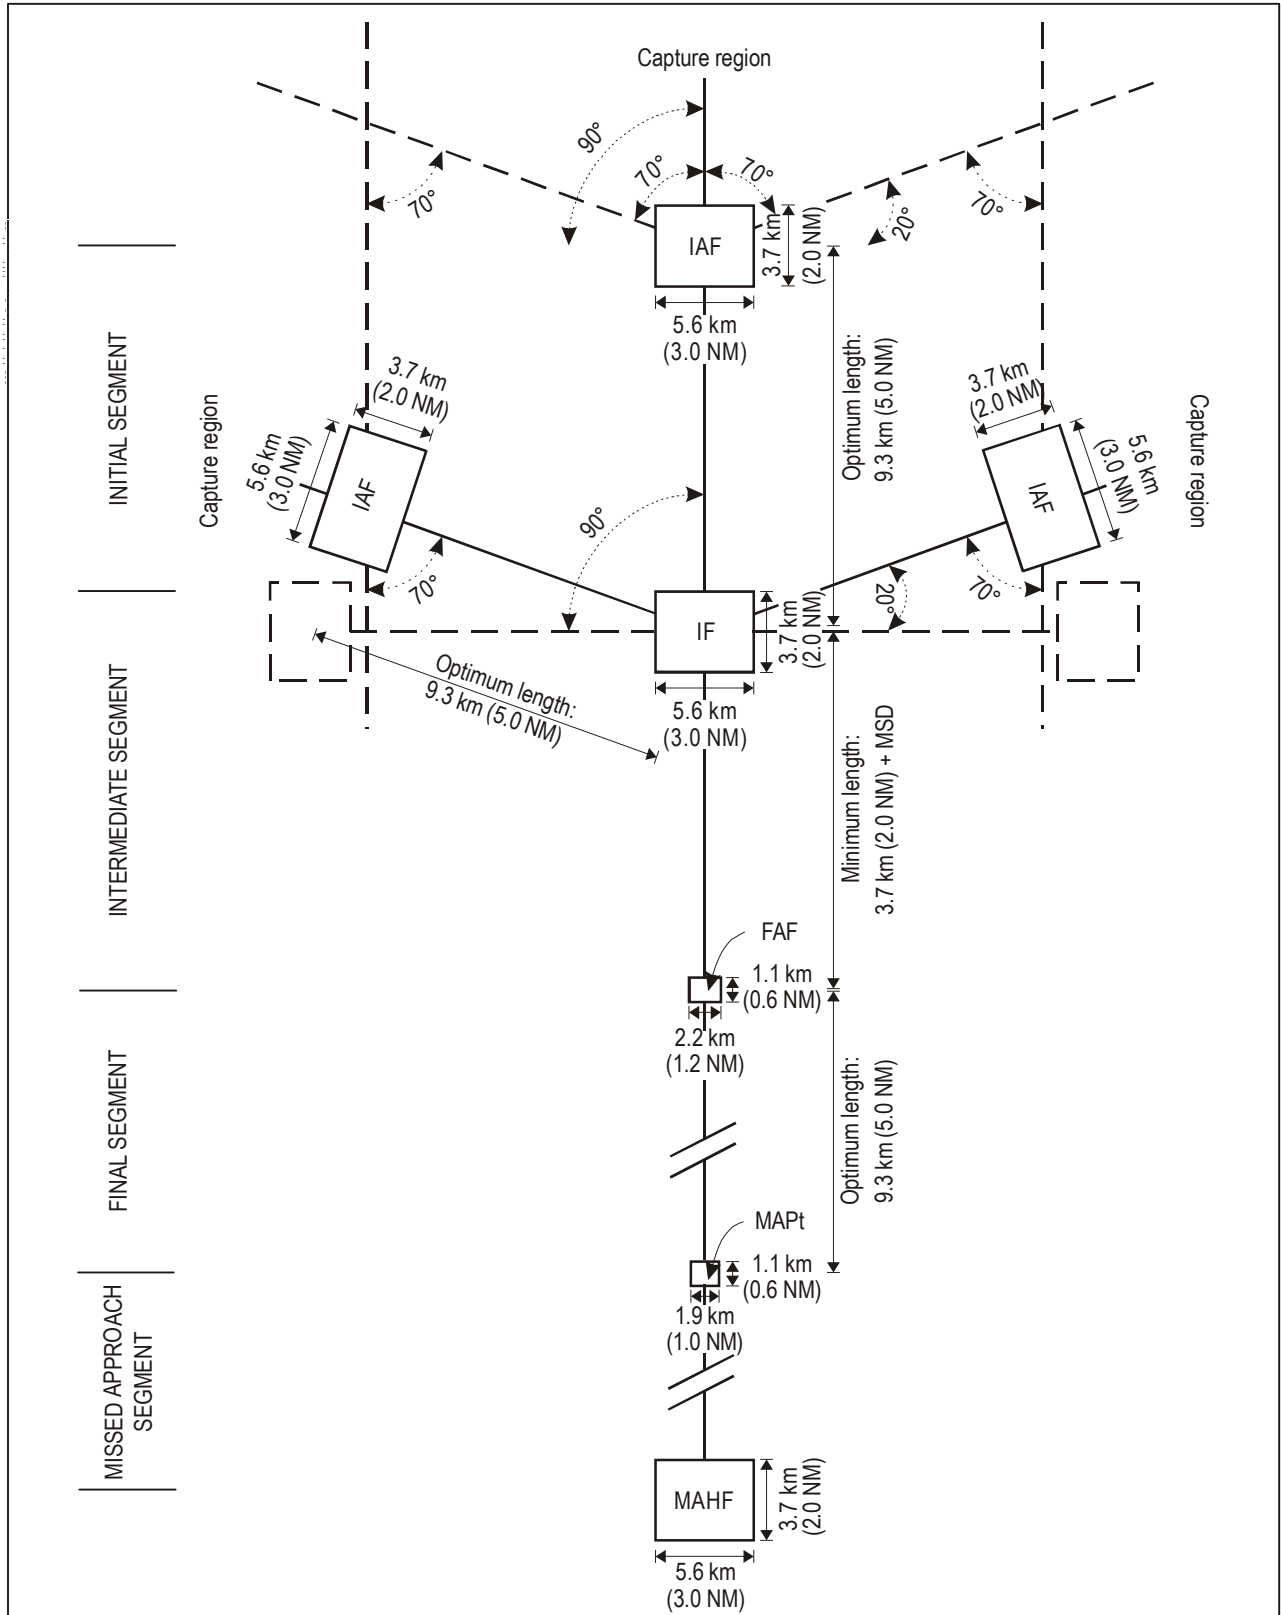 Capture region
90°
70°
70°
70°
70°
20°
IAF
3.7 km
(2.0 NM)
5.6 km
(3.0 NM)
Optimum length:
9.3 km (5.0 NM)
INITIAL SEGMENT
Capture region
3.7 km
(2.0 NM)
5.6 km
(3.0 NM)
IAF
70°
90°
3.7 km
(2.0 NM)
5.6 km
(3.0 NM)
IAF
Capture region
70°
20°
IF
3.7 km
(2.0 NM)
5.6 km
(3.0 NM)
Optimum length:
9.3 km (5.0 NM)
INTERMEDIATE SEGMENT
Minimum length:
3.7 km (2.0 NM) + MSD
FAF
1.1 km
(0.6 NM)
2.2 km
(1.2 NM)
FINAL SEGMENT
Optimum length:
9.3 km (5.0 NM)
MAPt
1.1 km
(0.6 NM)
1.9 km
(1.0 NM)
MISSED APPROACH
SEGMENT
MAHF
3.7 km
(2.0 NM)
5.6 km
(3.0 NM)